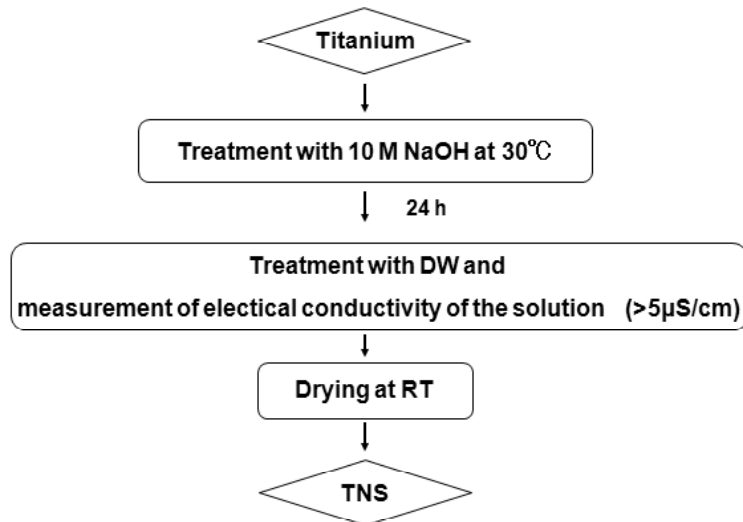 Titanium
Treatment with 10 M NaOH at 30℃
24 h
Treatment with DW and
measurement of electical conductivity of the solution (>5μS/cm)
Drying at RT
TNS